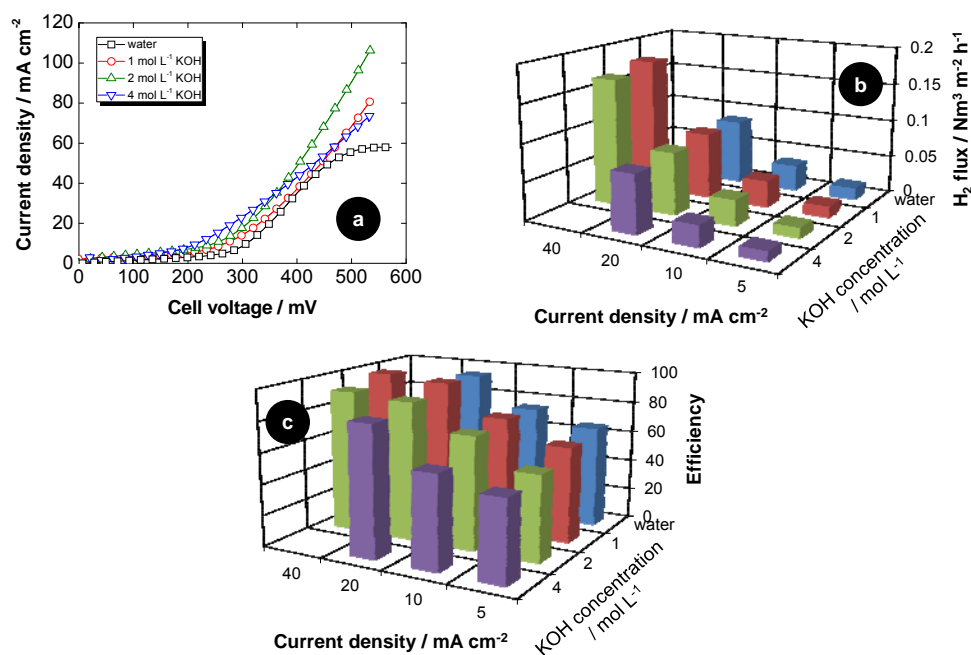 120
100
80
60
40
20
0
Current density / mA cm-2
water
1 mol L-1 KOH
2 mol L-1 KOH
4 mol L-1 KOH
a
0 100 200 300 400 500 600
Cell voltage / mV
b
0.2
0.15
0.1
0.05
0
H2 flux / Nm3 m-2 h-1
water
1
2
4
KOH concentration
/ mol L-1
40
20
10
5
Current density / mA cm-2
c
100
80
60
40
20
0
Efficiency
water
1
2
4
KOH concentration
/ mol L-1
40
20
10
5
Current density / mA cm-2